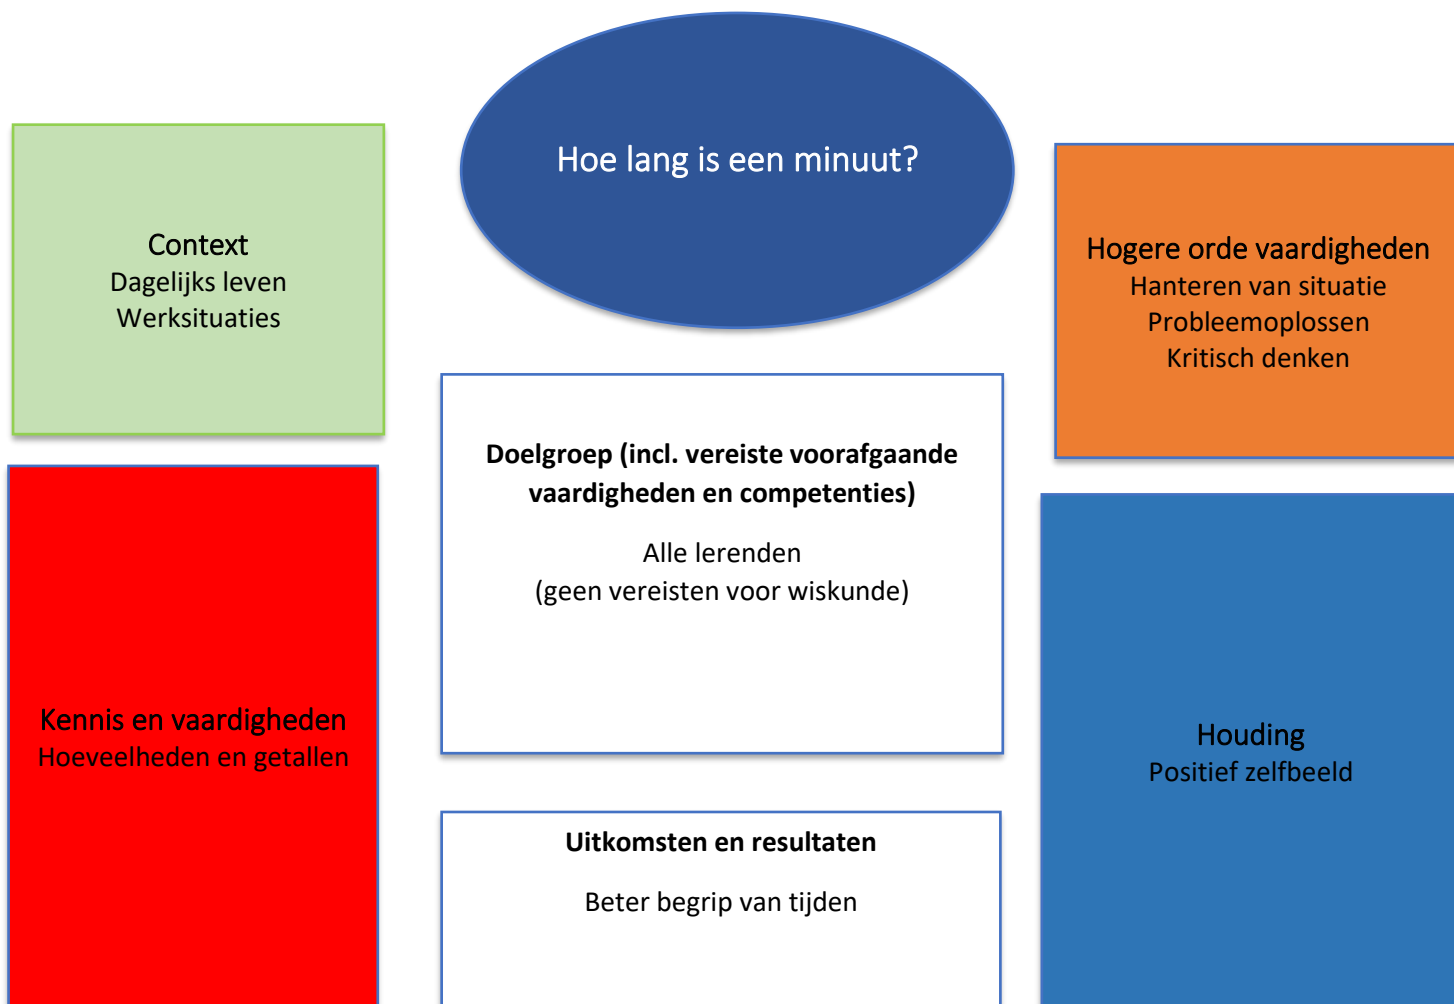 Hoe lang is een minuut?
Context
Dagelijks leven
Werksituaties
Hogere orde vaardigheden
Hanteren van situatie
Probleemoplossen
Kritisch denken
Doelgroep (incl. vereiste voorafgaande
vaardigheden en competenties)
Alle lerenden
(geen vereisten voor wiskunde)
Kennis en vaardigheden
Hoeveelheden en getallen
Houding
Positief zelfbeeld
Uitkomsten en resultaten
Beter begrip van tijden